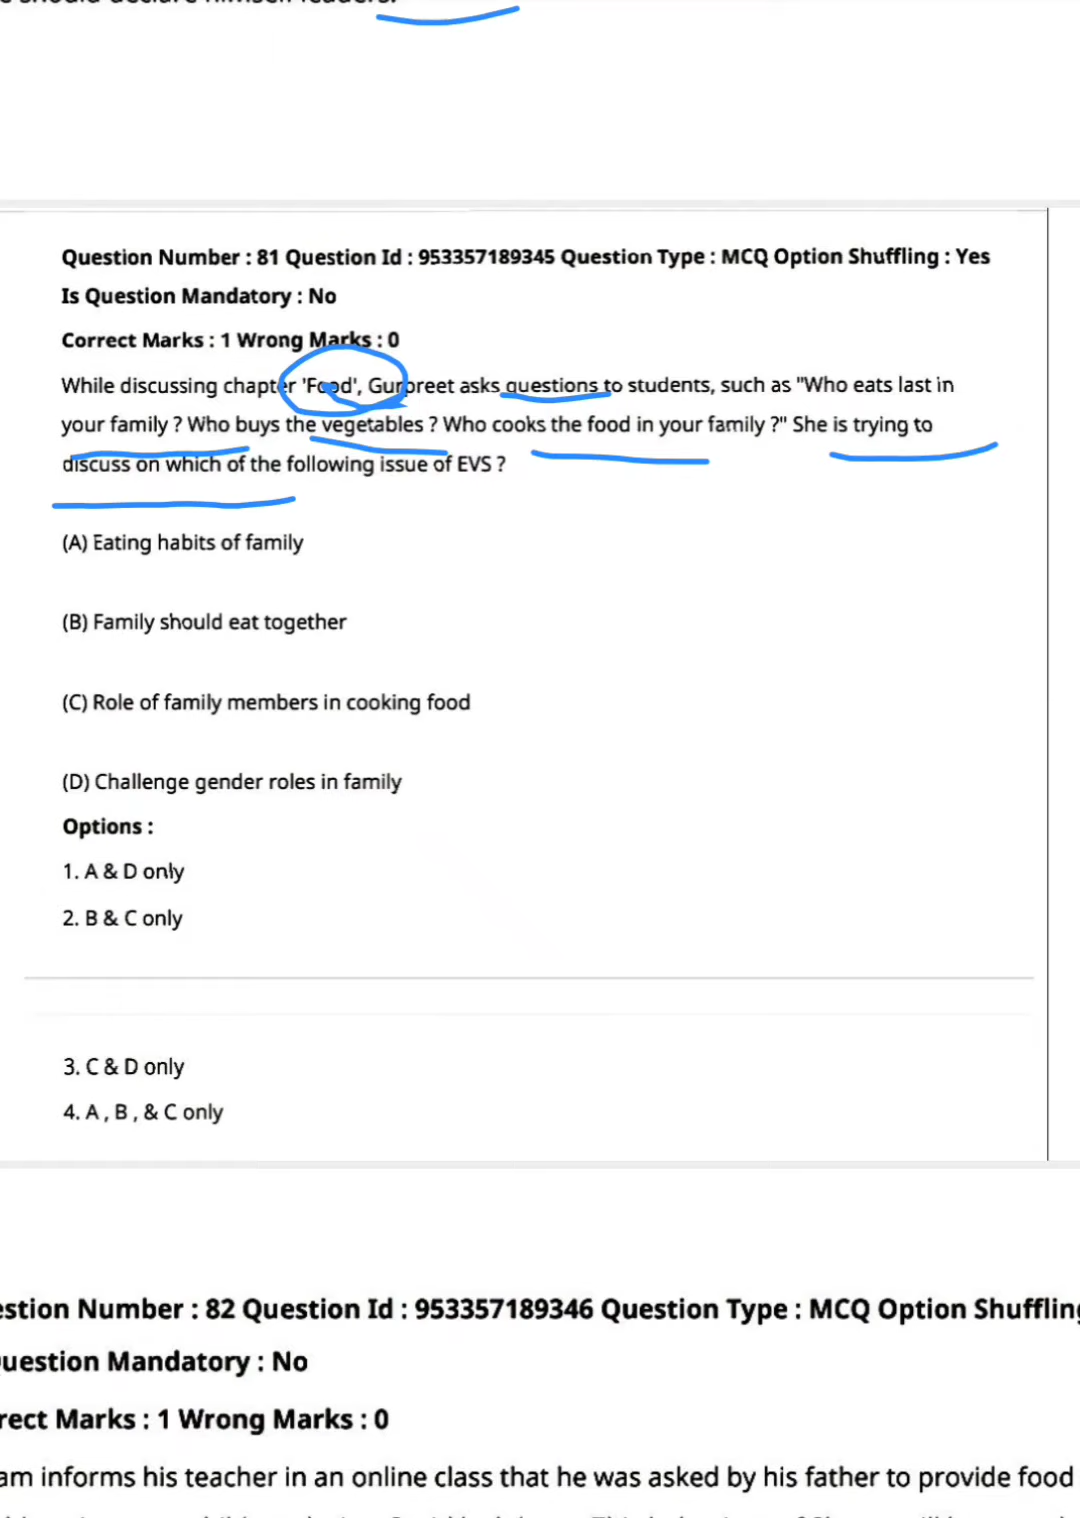 should declare himself leaders.
Question Number : 81 Question Id : 953357189345 Question Type : MCQ Option Shuffling : Yes
Is Question Mandatory : No
Correct Marks : 1 Wrong Marks : 0
While discussing chapter 'Food', Gurpreet asks questions to students, such as "Who eats last in
your family ? Who buys the vegetables ? Who cooks the food in your family ?" She is trying to
discuss on which of the following issue of EVS ?
(A) Eating habits of family
(B) Family should eat together
(C) Role of family members in cooking food
(D) Challenge gender roles in family
Options :
1. A & D only
2. B & C only
3. C & D only
4. A , B , & C only
estion Number : 82 Question Id : 953357189346 Question Type : MCQ Option Shuffling
uestion Mandatory : No
rect Marks : 1 Wrong Marks : 0
am informs his teacher in an online class that he was asked by his father to provide food